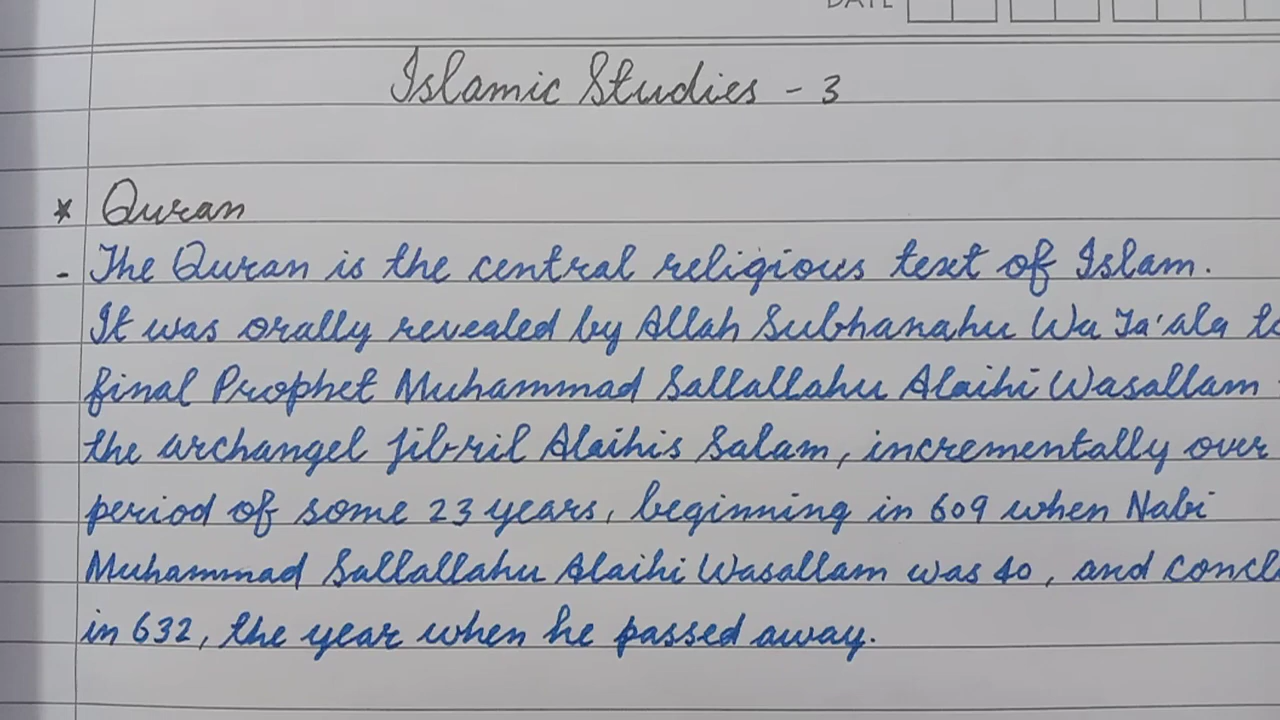 DATE
Islamic Studies - 3
* Quran
- The Quran is the central religious text of Islam.
It was orally revealed by Allah Subhanahu Wa Ta'ala
final Prophet Muhammad Sallallahu Alaihi Wasallam
the archangel Jibril Alaihis Salam, incrementally over
period of some 23 years, beginning in 609 when Nabi
Muhammad Sallallahu Alaihi Wasallam was 40, and
in 632, the year when he passed away.